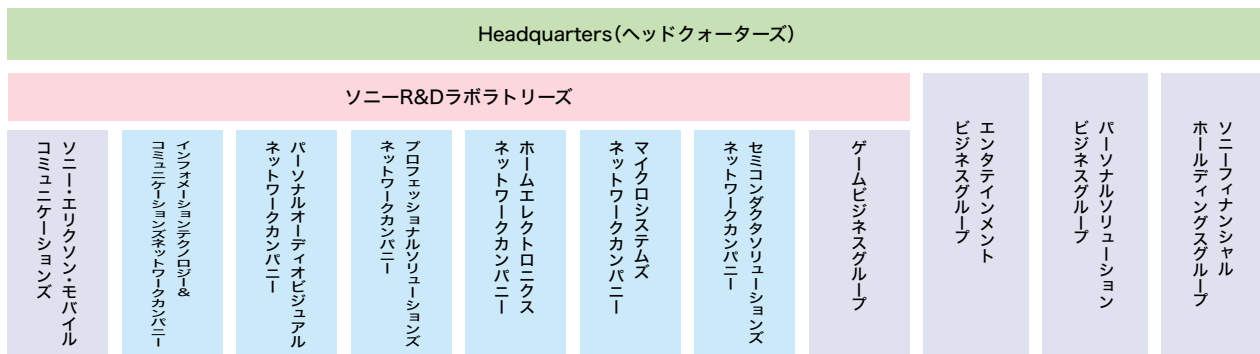 Headquarters（ヘッドクォーターズ）
ソニーR&Dラボラトリーズ
ソニー・エリクソン・モバイル
コミュニケーションズ
インフォメーションテクノロジー&
コミュニケーションズネットワークカンパニー
パーソナルオーディオビジュアル
ネットワークカンパニー
プロフェッショナルソリューションズ
ネットワークカンパニー
ホームエレクトロニクス
ネットワークカンパニー
マイクロシステムズ
ネットワークカンパニー
セミコンダクタソリューションズ
ネットワークカンパニー
ゲームビジネスグループ
エンタテインメント
ビジネスグループ
パーソナルソリューション
ビジネスグループ
ソニーフィナンシャル
ホールディングスグループ